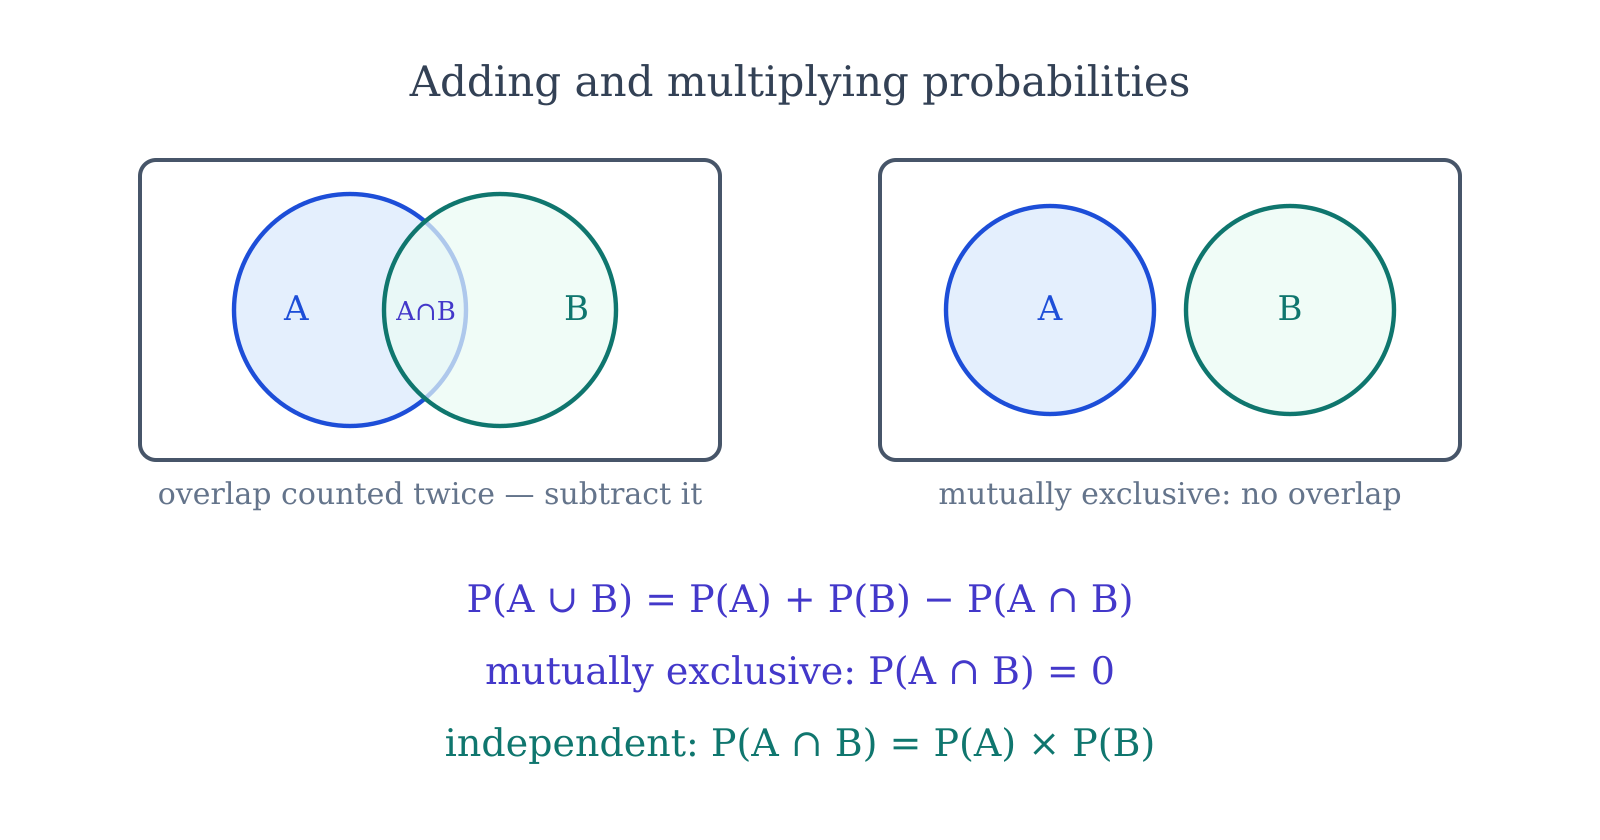 Adding and multiplying probabilities
A
A∩B
B
A
B
overlap counted twice — subtract it
mutually exclusive: no overlap
P(A ∪ B) = P(A) + P(B) − P(A ∩ B)
mutually exclusive: P(A ∩ B) = 0
independent: P(A ∩ B) = P(A) × P(B)